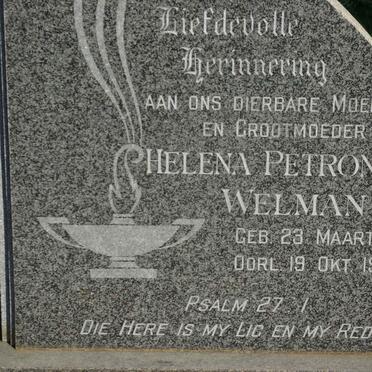 Liefdevolle
Herinnering
AAN ONS DIERBARE MOE
EN GROOTMOEDER
HELENA PETRON
WELMAN
GEB 23 MAART
OORL. 19 OKT 19
PSALM 27 1
DIE HERE IS MY LIG EN MY RED